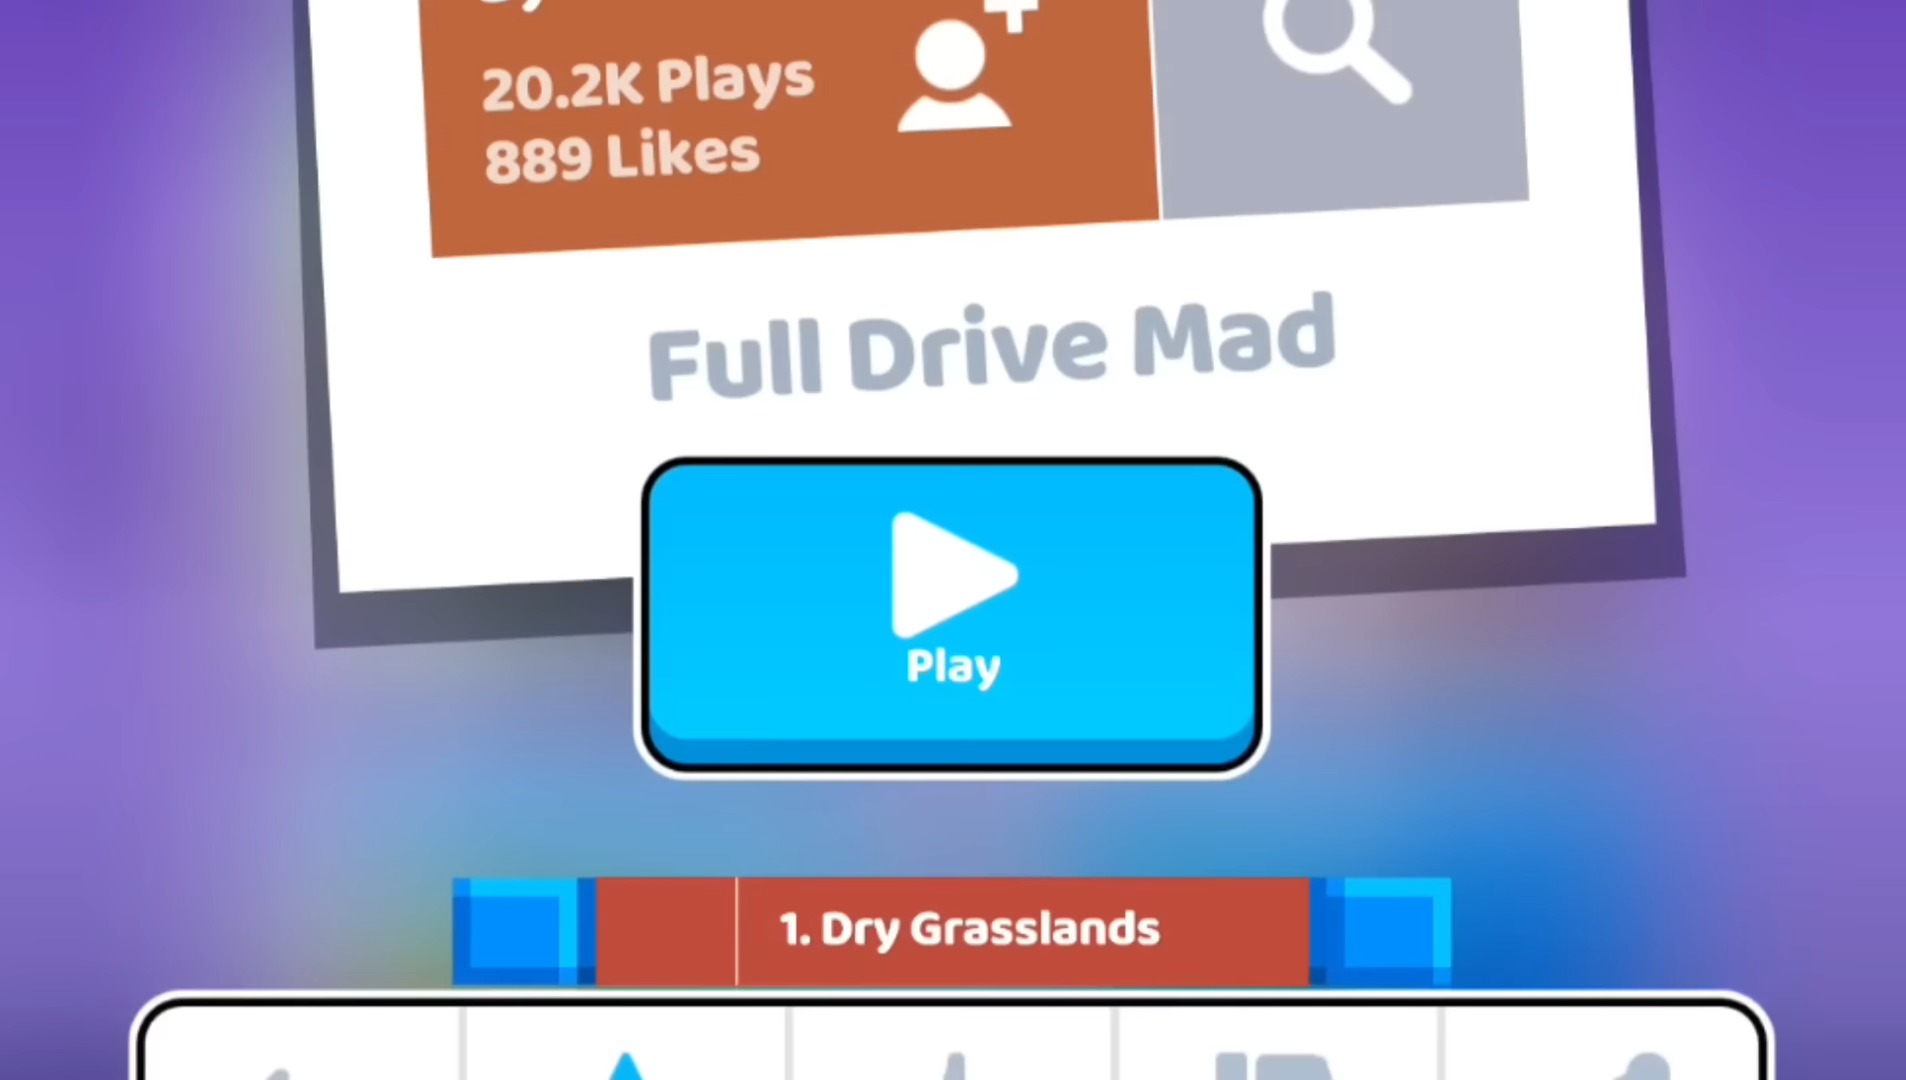 20.2K Plays
889 Likes
Full Drive Mad
Play
1. Dry Grasslands